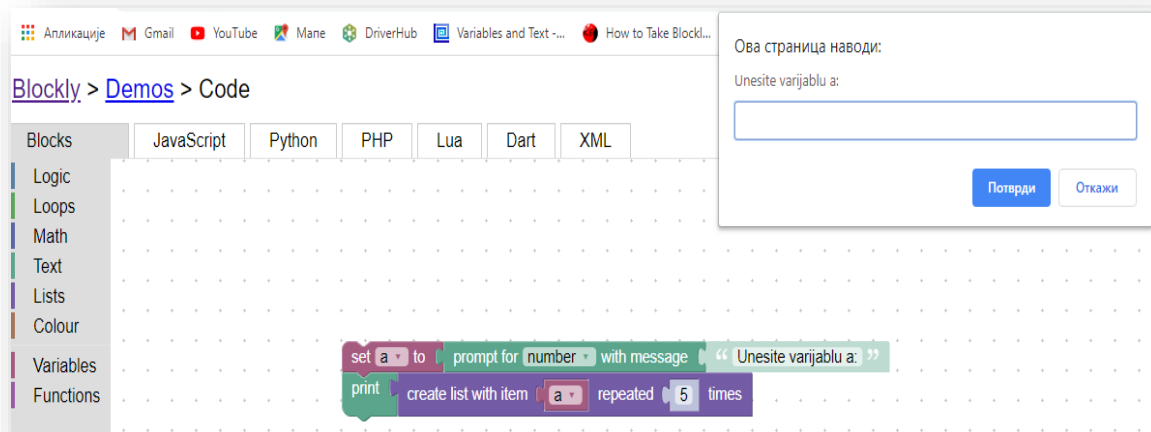 Апликације Gmail YouTube Мапе DriverHub Variables and Text -... How to Take Blockl...
Ова страница наводи:
Unesite varijablu a:
Потврди Откажи
Blockly > Demos > Code
Blocks JavaScript Python PHP Lua Dart XML
Logic
Loops
Math
Text
Lists
Colour
Variables
Functions
set a to prompt for number with message “ Unesite varijablu a: ”
print create list with item a repeated 5 times